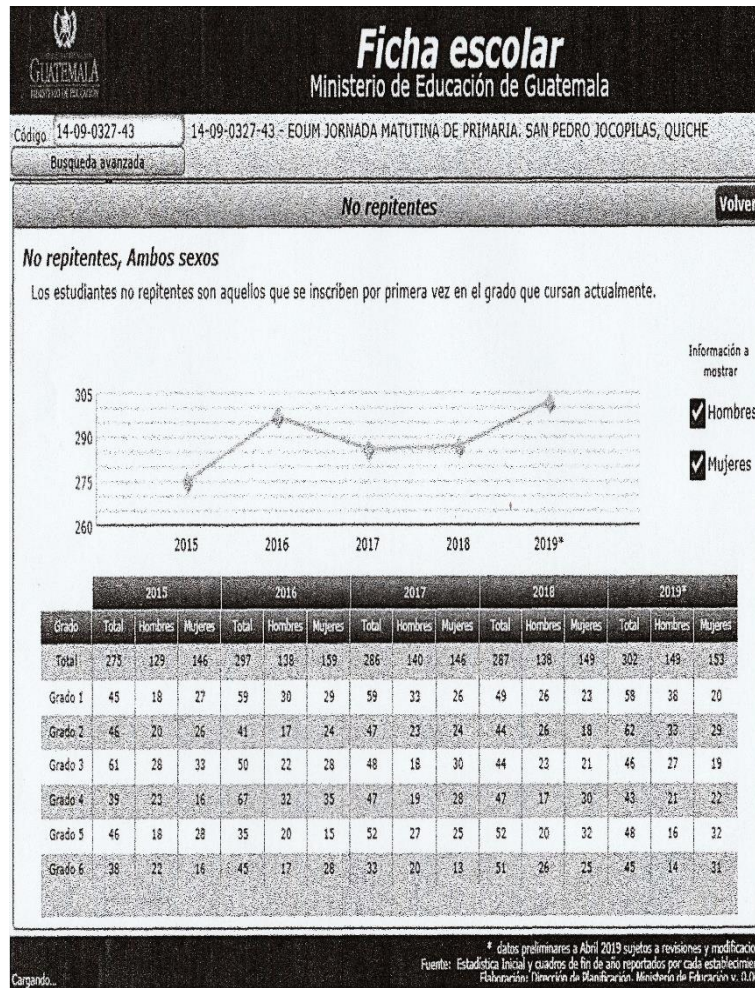 GUATEMALA
MINISTERIO DE EDUCACIÓN
Ficha escolar
Ministerio de Educación de Guatemala
Código 14-09-0327-43 14-09-0327-43 - EOUM JORNADA MATUTINA DE PRIMARIA. SAN PEDRO JOCOPILAS, QUICHE
Busqueda avanzada
No repitentes Volver
No repitentes, Ambos sexos
Los estudiantes no repitentes son aquellos que se inscriben por primera vez en el grado que cursan actualmente.
Información a
mostrar
Hombres
Mujeres
305
290
275
260
2015 2016 2017 2018 2019*
2015 2016 2017 2018 2019*
Grado Total Hombres Mujeres Total Hombres Mujeres Total Hombres Mujeres Total Hombres Mujeres Total Hombres Mujeres
Total 275 129 146 297 138 159 286 140 146 287 138 149 302 149 153
Grado 1 45 18 27 59 30 29 59 33 26 49 26 23 58 38 20
Grado 2 46 20 26 41 17 24 47 23 24 44 26 18 62 33 29
Grado 3 61 28 33 50 22 28 48 18 30 44 23 21 46 27 19
Grado 4 39 23 16 67 32 35 47 19 28 47 17 30 43 21 22
Grado 5 46 18 28 35 20 15 52 27 25 52 20 32 48 16 32
Grado 6 38 22 16 45 17 28 33 20 13 51 26 25 45 14 31
* datos preliminares a Abril 2019 sujetos a revisiones y modificacio
Fuente: Estadística Inicial y cuadros de fin de año reportados por cada establecimie
Elaboración: Dirección de Planificación. Ministerio de Educación v. 0.0
Cargando...